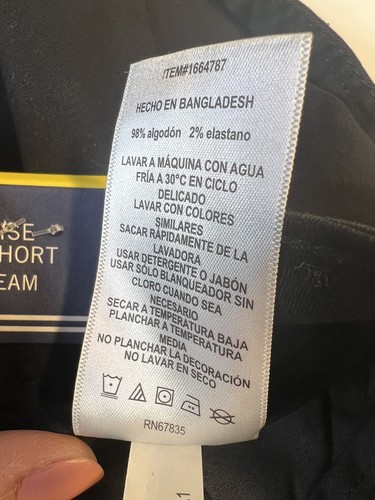 ITEM#1664787
HECHO EN BANGLADESH
98% algodón 2% elastano
LAVAR A MÁQUINA CON AGUA
FRÍA A 30°C EN CICLO
DELICADO
LAVAR CON COLORES
SIMILARES
SACAR RÁPIDAMENTE DE LA
LAVADORA
USAR DETERGENTE O JABÓN
USAR SÓLO BLANQUEADOR SIN
CLORO CUANDO SEA
NECESARIO
SECAR A TEMPERATURA BAJA
PLANCHAR A TEMPERATURA
MEDIA
NO PLANCHAR LA DECORACIÓN
NO LAVAR EN SECO
RN67835
HORT
EAM